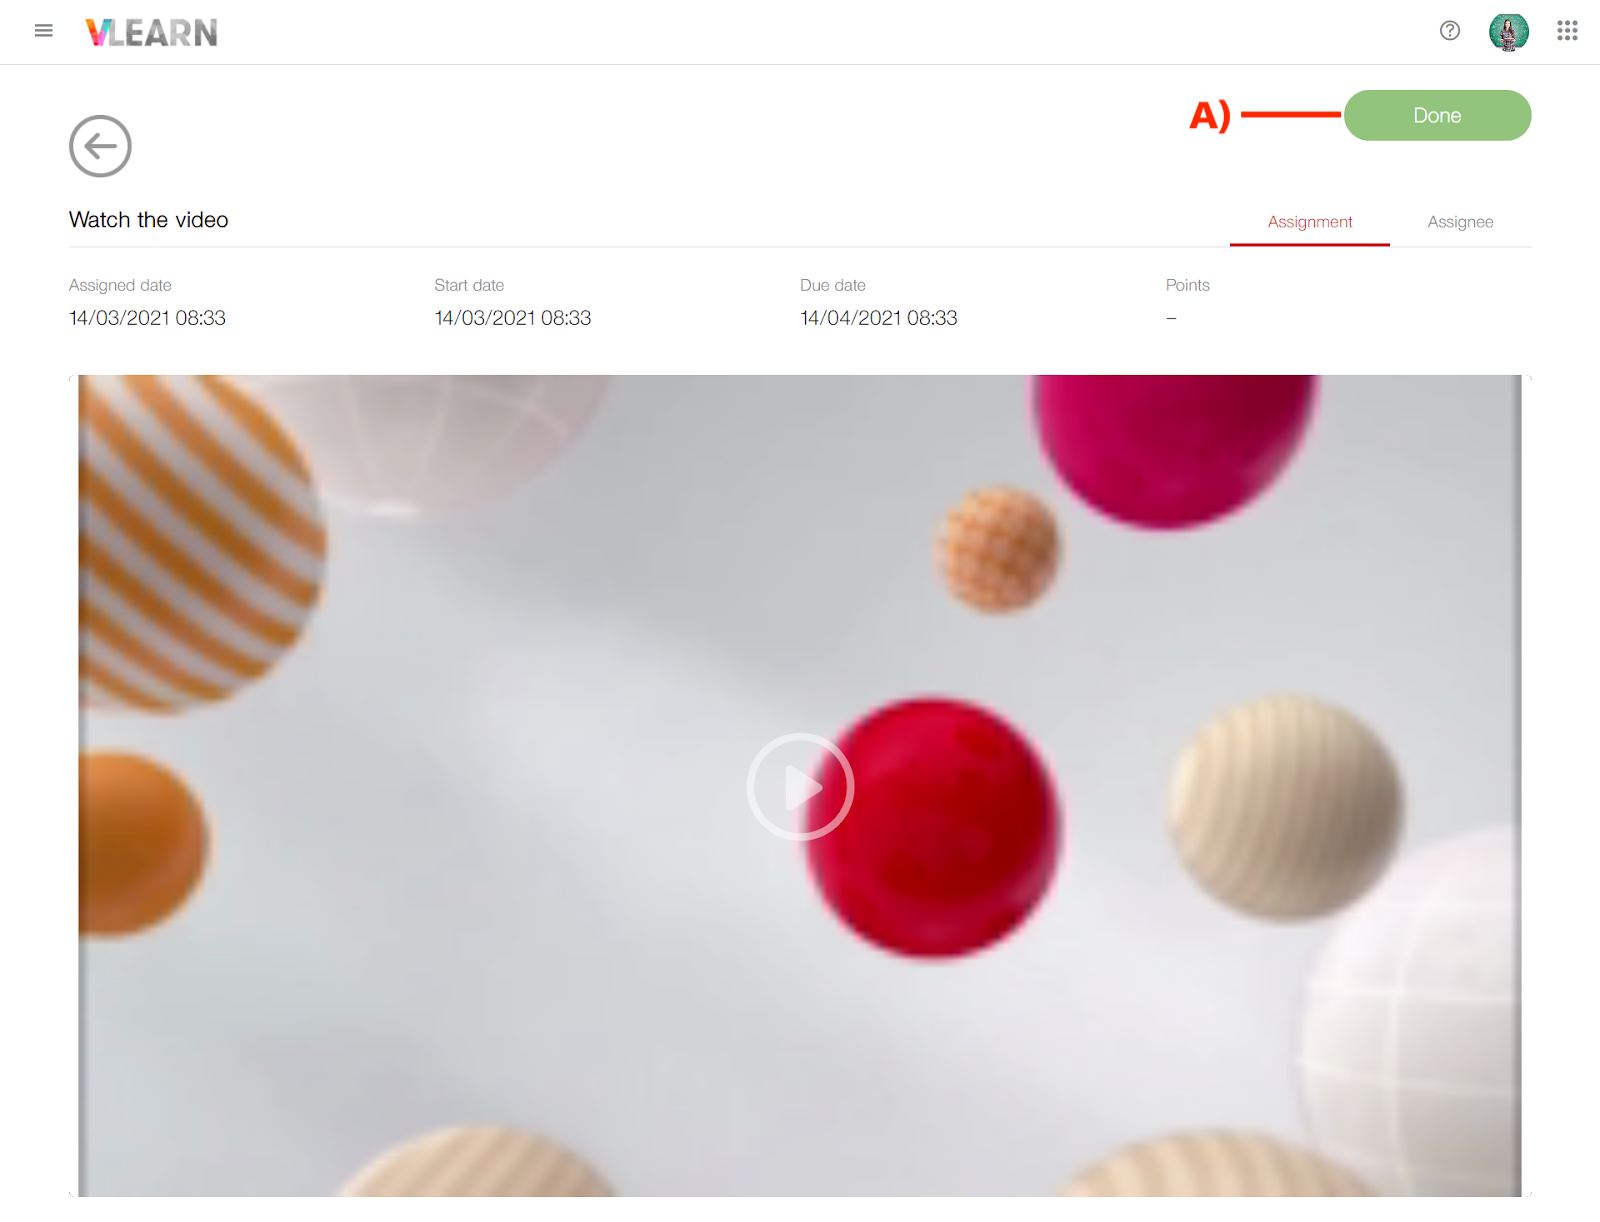 VLEARN
A) Done
Watch the video
Assignment Assignee
Assigned date Start date Due date Points
14/03/2021 08:33 14/03/2021 08:33 14/04/2021 08:33 –